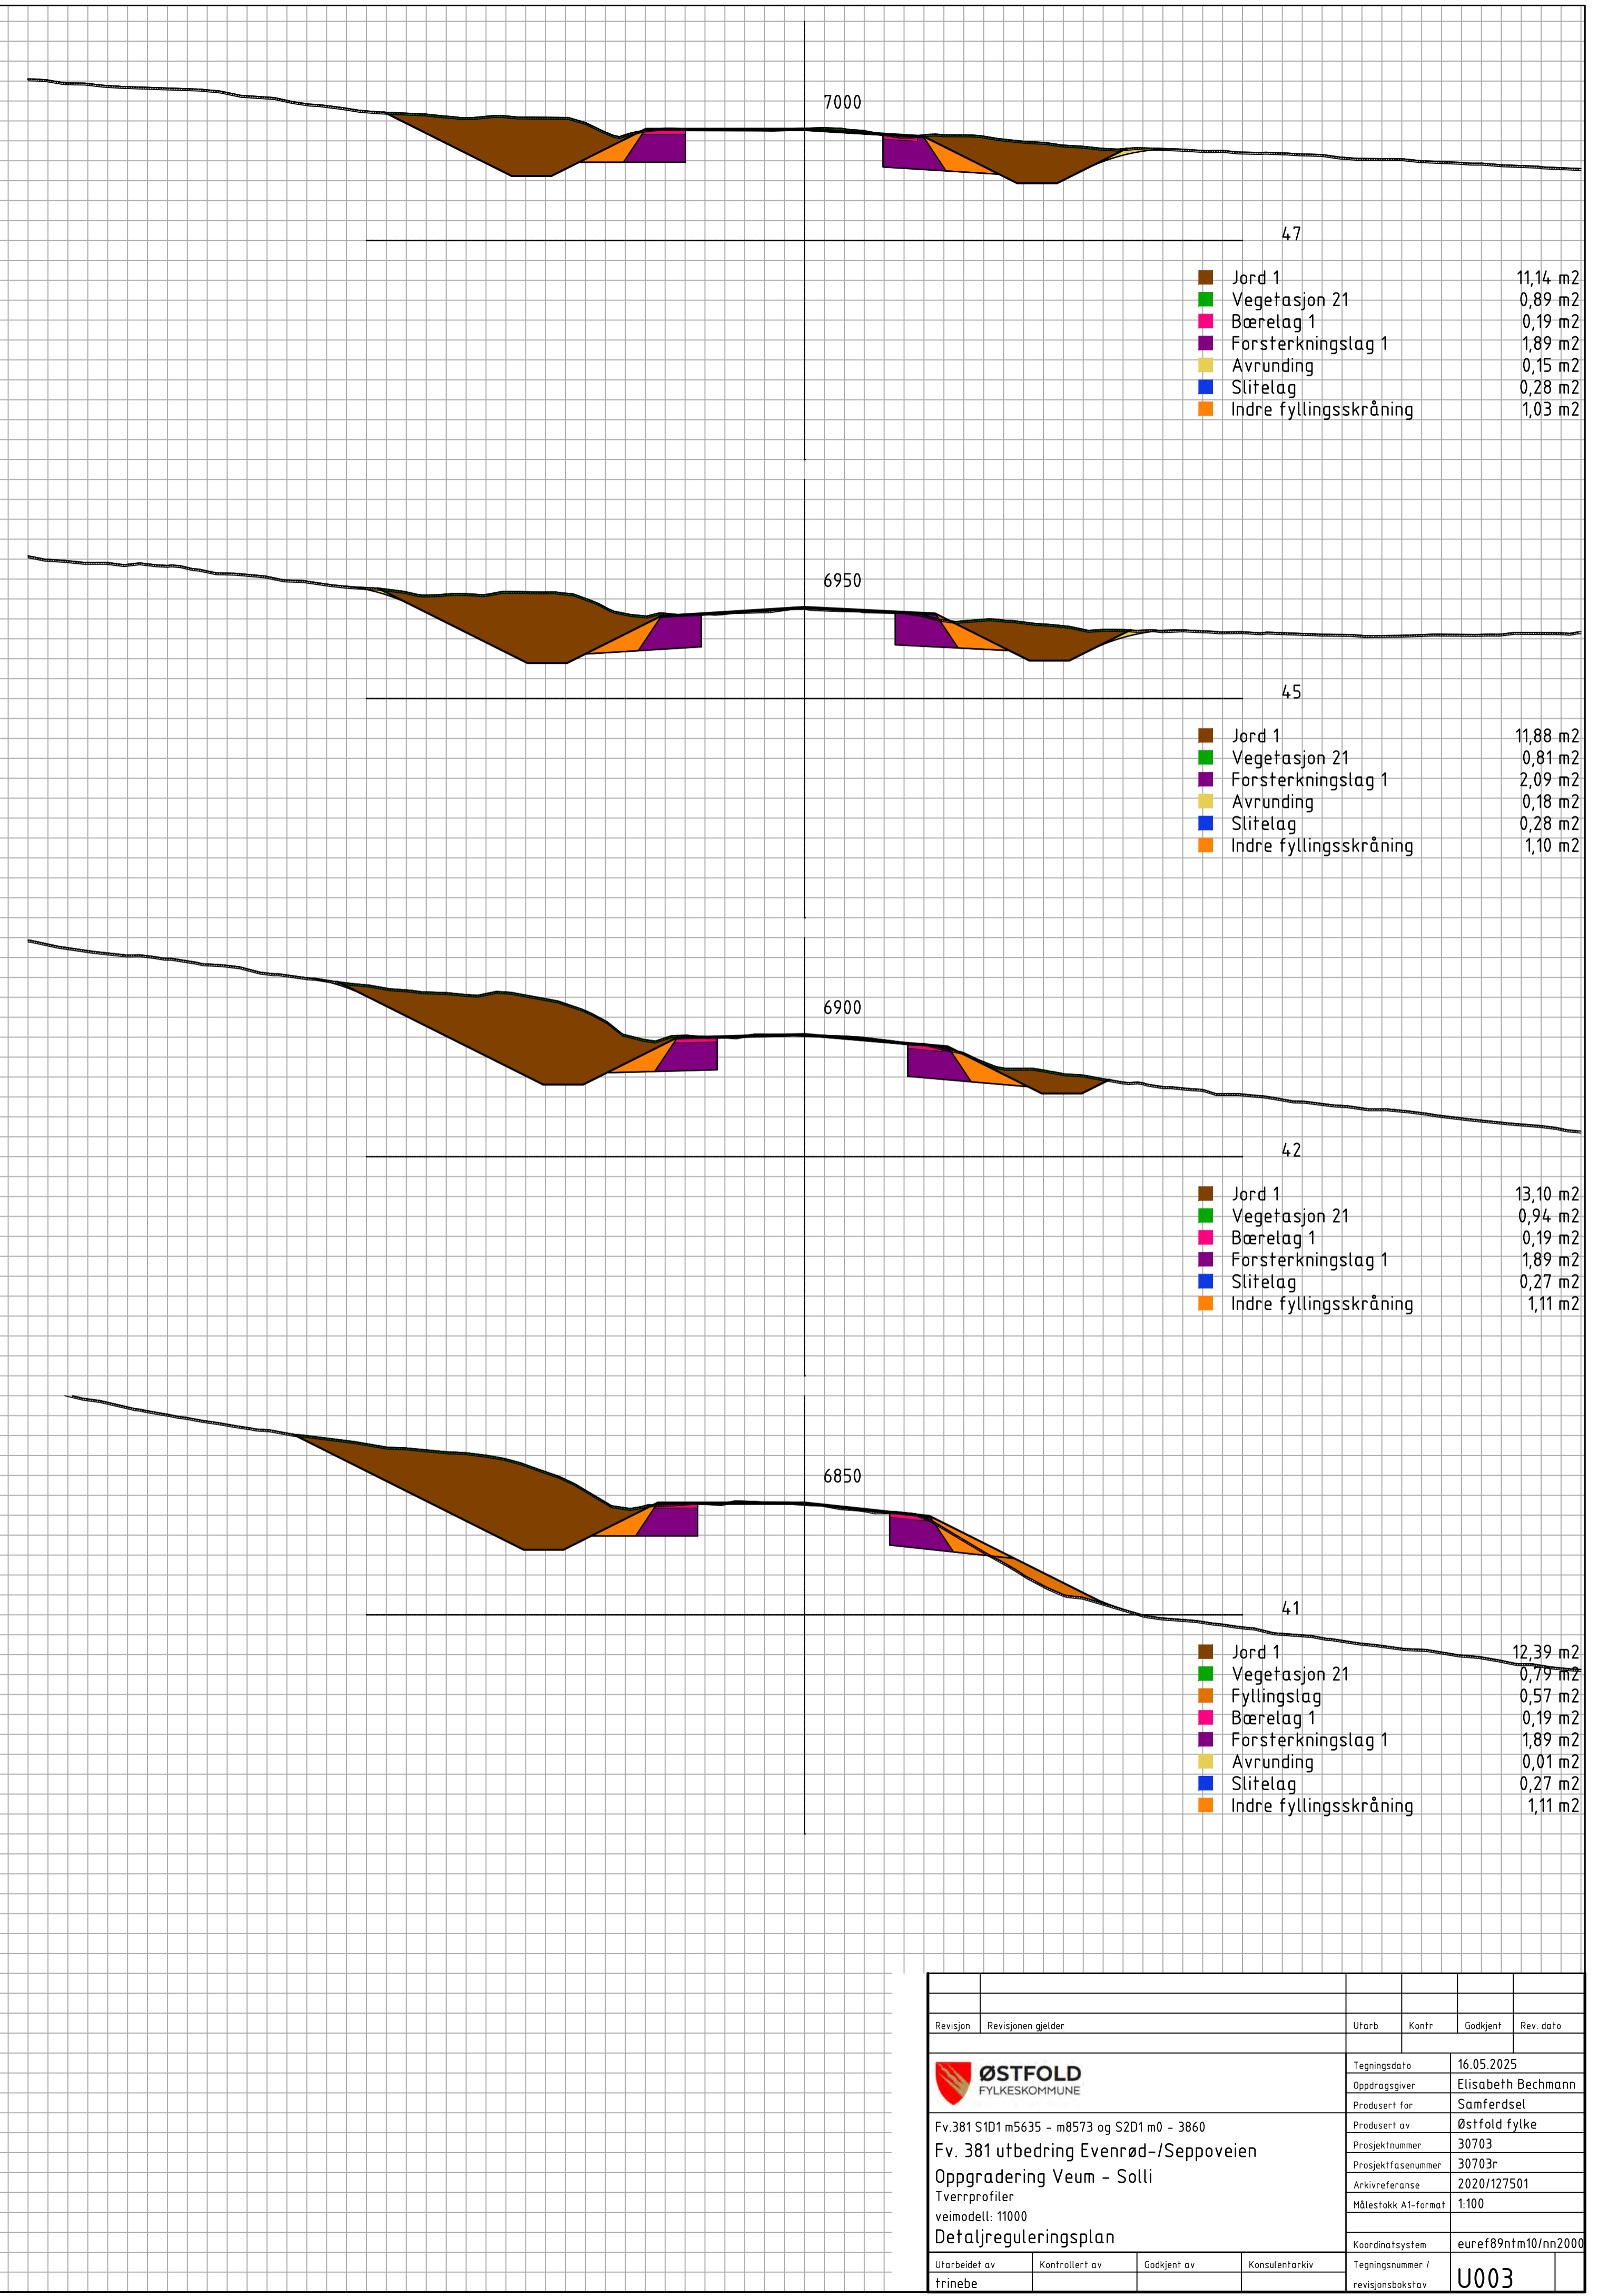 7000
47
Jord 1 11,14 m2
Vegetasjon 21 0,89 m2
Bærelag 1 0,19 m2
Forsterkningslag 1 1,89 m2
Avrunding 0,15 m2
Slitelag 0,28 m2
Indre fyllingsskråning 1,03 m2
6950
45
Jord 1 11,88 m2
Vegetasjon 21 0,81 m2
Forsterkningslag 1 2,09 m2
Avrunding 0,18 m2
Slitelag 0,28 m2
Indre fyllingsskråning 1,10 m2
6900
42
Jord 1 13,10 m2
Vegetasjon 21 0,94 m2
Bærelag 1 0,19 m2
Forsterkningslag 1 1,89 m2
Slitelag 0,27 m2
Indre fyllingsskråning 1,11 m2
6850
41
Jord 1 12,39 m2
Vegetasjon 21 0,79 m2
Fyllingslag 0,57 m2
Bærelag 1 0,19 m2
Forsterkningslag 1 1,89 m2
Avrunding 0,01 m2
Slitelag 0,27 m2
Indre fyllingsskråning 1,11 m2
Revisjon Revisjonen gjelder Utarb Kontr Godkjent Rev. dato
ØSTFOLD
FYLKESKOMMUNE
Fv.381 S1D1 m5635 - m8573 og S2D1 m0 - 3860
Fv. 381 utbedring Evenrød-/Seppoveien
Oppgradering Veum - Solli
Tverrprofiler
veimodell: 11000
Detaljreguleringsplan
Tegningsdato 16.05.2025
Oppdragsgiver Elisabeth Bechmann
Produsert for Samferdsel
Produsert av Østfold fylke
Prosjektnummer 30703
Prosjektfasenummer 30703r
Arkivreferanse 2020/127501
Målestokk A1-format 1:100
Koordinatsystem euref89ntm10/nn2000
Utarbeidet av Kontrollert av Godkjent av Konsulentarkiv
trinebe
Tegningsnummer /
revisjonsbokstav U003